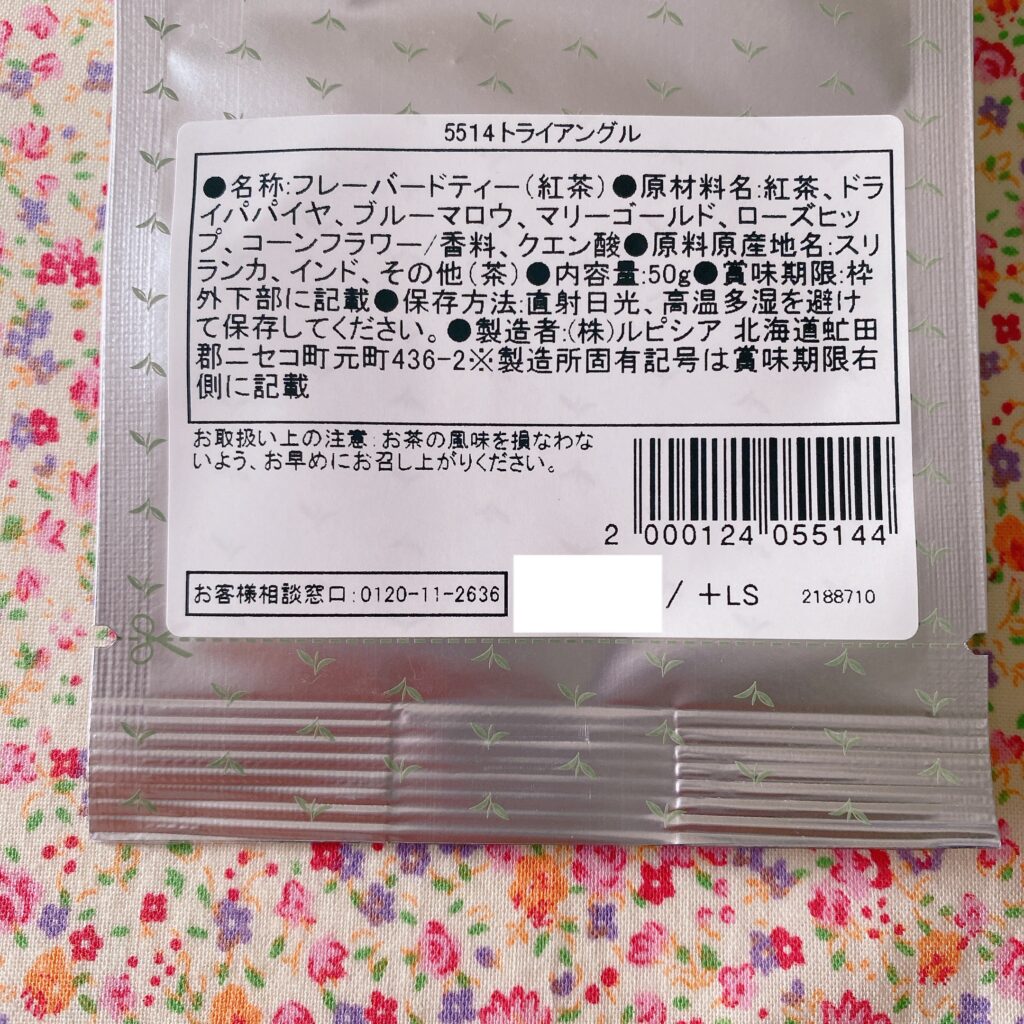 5514トライアングル
●名称:フレーバードティー(紅茶)●原材料名:紅茶、ドラ
イパパイヤ、ブルーマロウ、マリーゴールド、ローズヒッ
プ、コーンフラワー/香料、クエン酸●原料原産地名:スリ
ランカ、インド、その他(茶)●内容量:50g●賞味期限:枠
外下部に記載●保存方法:直射日光、高温多湿を避け
て保存してください。●製造者:(株)ルピシア 北海道虻田
郡ニセコ町元町436-2※製造所固有記号は賞味期限右
側に記載
お取扱い上の注意:お茶の風味を損なわな
いよう、お早めにお召し上がりください。
2 000124 055144
お客様相談窓口:0120-11-2636
/ +LS 2188710